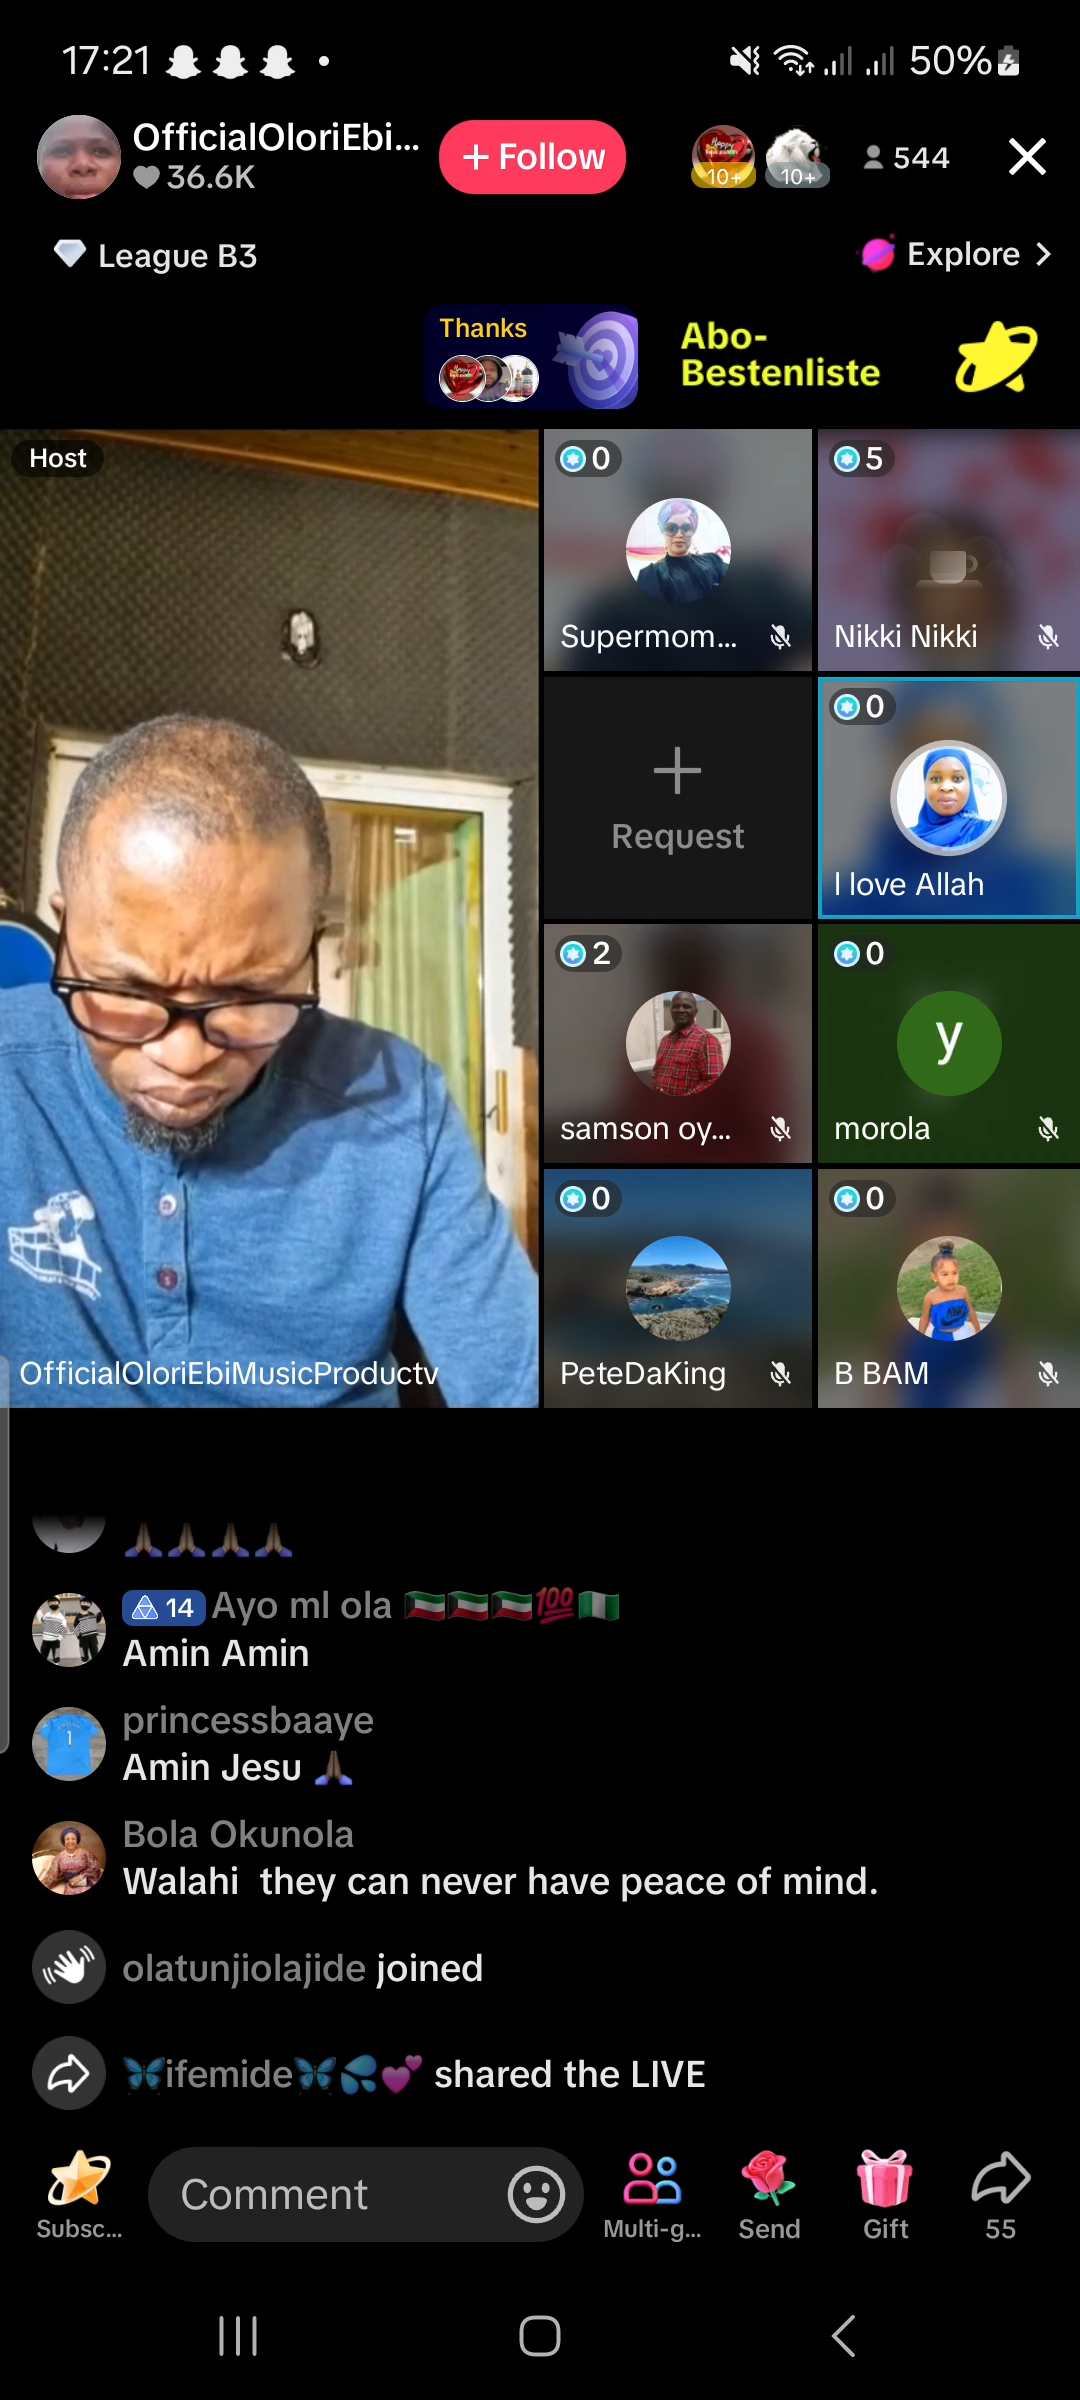 17:21
50%
OfficialOloriEbi...
36.6K
+ Follow
10+
10+
544
League B3
Explore
Thanks
Abo-
Bestenliste
Host
0
5
Supermom...
Nikki Nikki
0
Request
I love Allah
2
0
y
samson oy...
morola
0
0
OfficialOloriEbiMusicProductv
PeteDaKing
B BAM
🙏🏾🙏🏾🙏🏾🙏🏾
14 Ayo ml ola 🇰🇼🇰🇼🇰🇼💯🇳🇬
Amin Amin
princessbaaye
Amin Jesu 🙏🏿
Bola Okunola
Walahi  they can never have peace of mind.
olatunjiolajide joined
🦋ifemide🦋💦💕 shared the LIVE
Comment
Subsc...
Multi-g...
Send
Gift
55